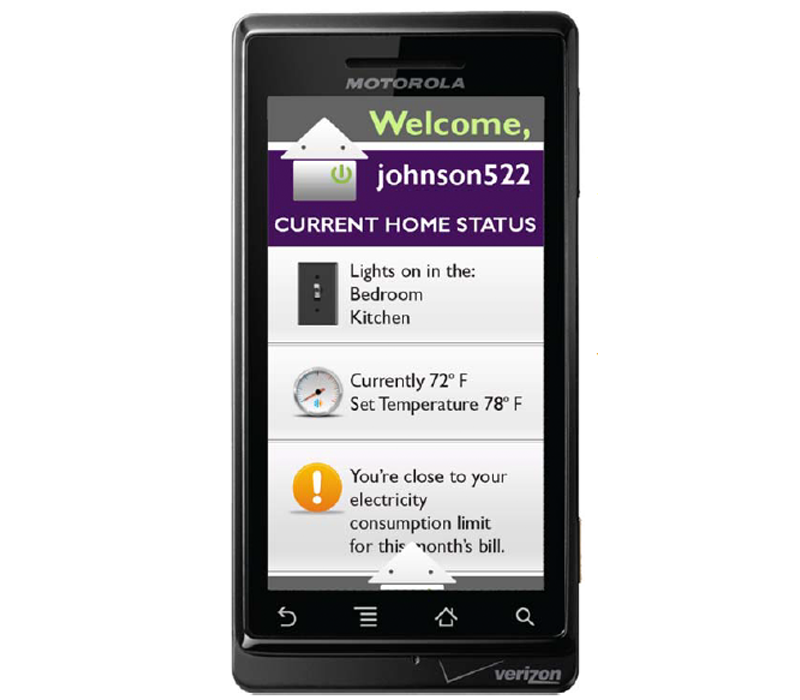 MOTOROLA
Welcome,
johnson522
CURRENT HOME STATUS
Lights on in the:
Bedroom
Kitchen
Currently 72° F
Set Temperature 78° F
You're close to your
electricity
consumption limit
for this month's bill.
verizon